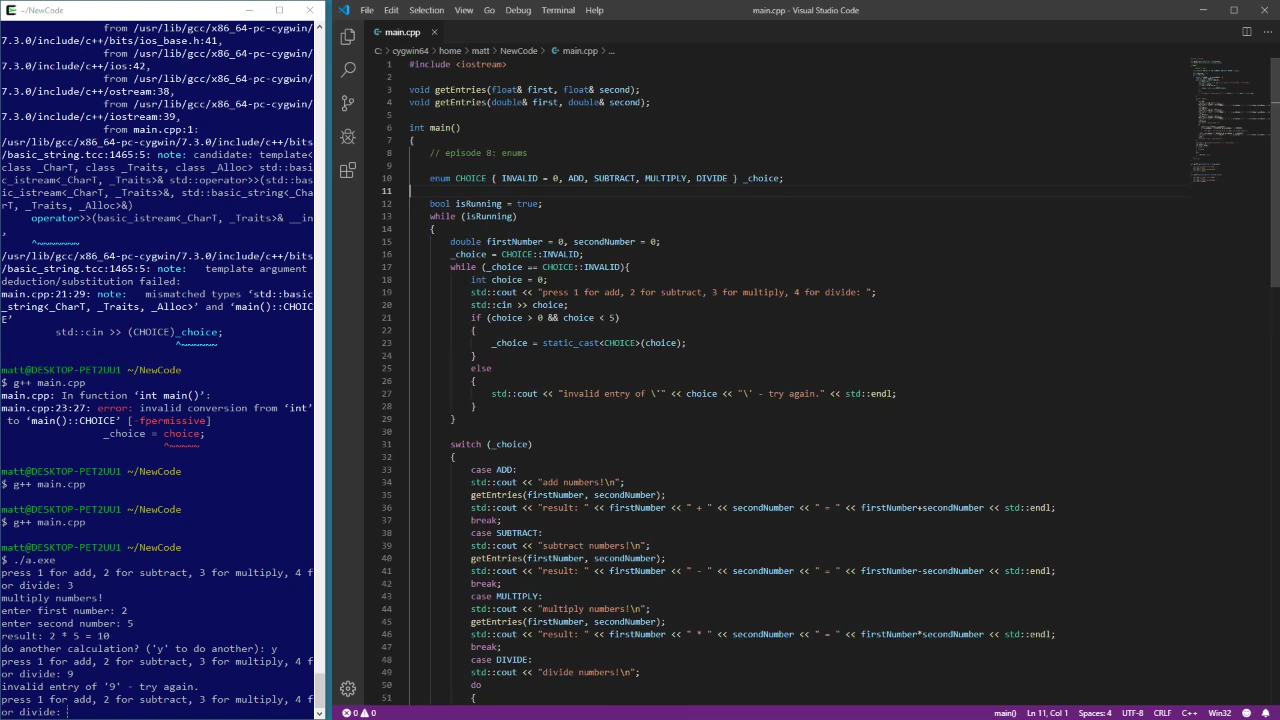 ~/NewCode
from /usr/lib/gcc/x86_64-pc-cygwin/
7.3.0/include/c++/bits/ios_base.h:41,
from /usr/lib/gcc/x86_64-pc-cygwin/
7.3.0/include/c++/ios:42,
from /usr/lib/gcc/x86_64-pc-cygwin/
7.3.0/include/c++/ostream:38,
from /usr/lib/gcc/x86_64-pc-cygwin/
7.3.0/include/c++/iostream:39,
from main.cpp:1:
/usr/lib/gcc/x86_64-pc-cygwin/7.3.0/include/c++/bits
/basic_string.tcc:1465:5: note: candidate: template<
class _CharT, class _Traits, class _Alloc> std::bas
ic_istream<_CharT, _Traits>& std::operator>>(std::bas
ic_istream<_CharT, _Traits>&, std::basic_string<_Char
T, _Traits, _Alloc>&)
operator>>(basic_istream<_CharT, _Traits>& __in
,
^~~~~~~~
/usr/lib/gcc/x86_64-pc-cygwin/7.3.0/include/c++/bits
/basic_string.tcc:1465:5: note:   template argument
deduction/substitution failed:
main.cpp:21:29: note:   mismatched types ‘std::basic
_string<_CharT, _Traits, _Alloc>’ and ‘main()::CHOIC
E’
std::cin >> (CHOICE)_choice;
^~~~~~~
matt@DESKTOP-PET2UU1 ~/NewCode
$ g++ main.cpp
main.cpp: In function ‘int main()’:
main.cpp:23:27: error: invalid conversion from ‘int’
to ‘main()::CHOICE’ [-fpermissive]
_choice = choice;
^~~~~~
matt@DESKTOP-PET2UU1 ~/NewCode
$ g++ main.cpp
matt@DESKTOP-PET2UU1 ~/NewCode
$ g++ main.cpp
matt@DESKTOP-PET2UU1 ~/NewCode
$ ./a.exe
press 1 for add, 2 for subtract, 3 for multiply, 4 f
or divide: 3
multiply numbers!
enter first number: 2
enter second number: 5
result: 2 * 5 = 10
do another calculation? ('y' to do another): y
press 1 for add, 2 for subtract, 3 for multiply, 4 f
or divide: 9
invalid entry of '9' - try again.
press 1 for add, 2 for subtract, 3 for multiply, 4 f
or divide:
File Edit Selection View Go Debug Terminal Help main.cpp - Visual Studio Code
main.cpp
C: > cygwin64 > home > matt > NewCode > main.cpp > ...
1 #include <iostream>
2
3 void getEntries(float& first, float& second);
4 void getEntries(double& first, double& second);
5
6 int main()
7 {
8 // episode 8: enums
9
10 enum CHOICE { INVALID = 0, ADD, SUBTRACT, MULTIPLY, DIVIDE } _choice;
11
12 bool isRunning = true;
13 while (isRunning)
14 {
15 double firstNumber = 0, secondNumber = 0;
16 _choice = CHOICE::INVALID;
17 while (_choice == CHOICE::INVALID){
18 int choice = 0;
19 std::cout << "press 1 for add, 2 for subtract, 3 for multiply, 4 for divide: ";
20 std::cin >> choice;
21 if (choice > 0 && choice < 5)
22 {
23 _choice = static_cast<CHOICE>(choice);
24 }
25 else
26 {
27 std::cout << "invalid entry of \'" << choice << "\' - try again." << std::endl;
28 }
29 }
30
31 switch (_choice)
32 {
33 case ADD:
34 std::cout << "add numbers!\n";
35 getEntries(firstNumber, secondNumber);
36 std::cout << "result: " << firstNumber << " + " << secondNumber << " = " << firstNumber+secondNumber << std::endl;
37 break;
38 case SUBTRACT:
39 std::cout << "subtract numbers!\n";
40 getEntries(firstNumber, secondNumber);
41 std::cout << "result: " << firstNumber << " - " << secondNumber << " = " << firstNumber-secondNumber << std::endl;
42 break;
43 case MULTIPLY:
44 std::cout << "multiply numbers!\n";
45 getEntries(firstNumber, secondNumber);
46 std::cout << "result: " << firstNumber << " * " << secondNumber << " = " << firstNumber*secondNumber << std::endl;
47 break;
48 case DIVIDE:
49 std::cout << "divide numbers!\n";
50 do
51 {
0 0 main() Ln 11, Col 1 Spaces: 4 UTF-8 CRLF C++ Win32